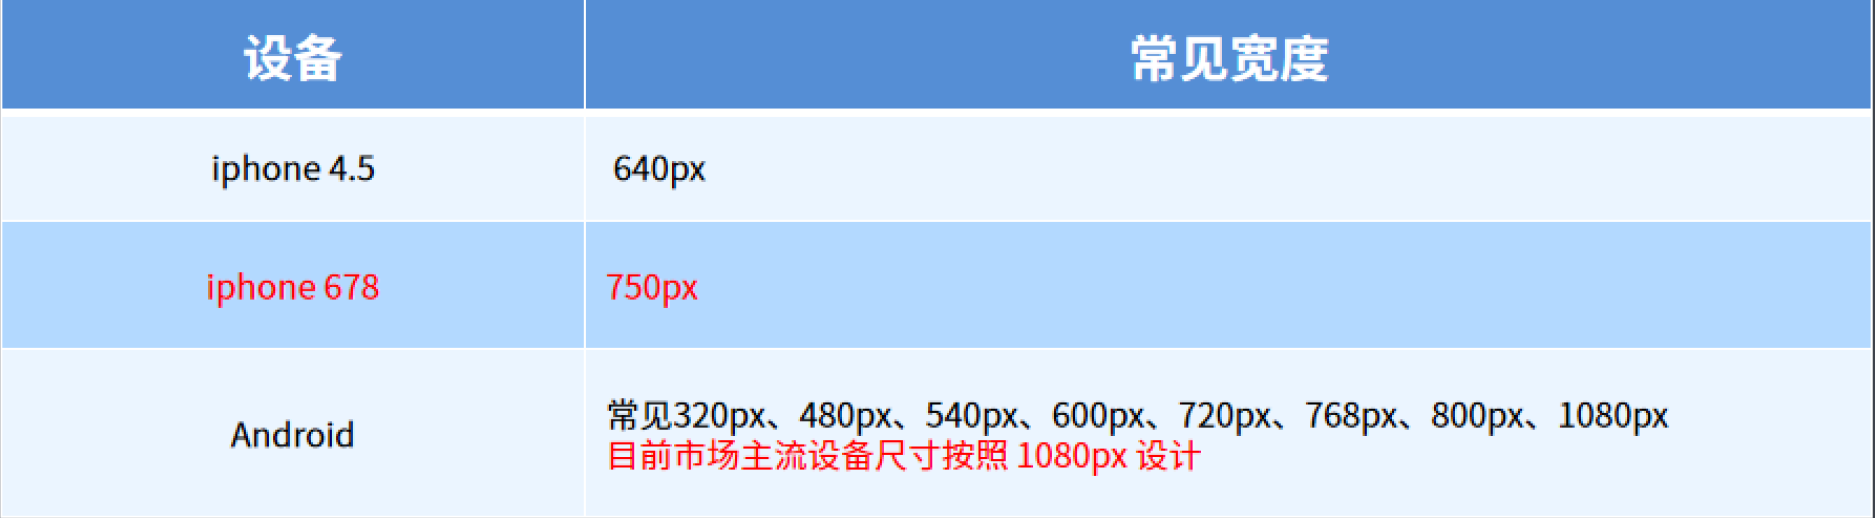 设备
常见宽度
iphone 4.5
640px
iphone 678
750px
Android
常见320px、480px、540px、600px、720px、768px、800px、1080px
目前市场主流设备尺寸按照 1080px 设计